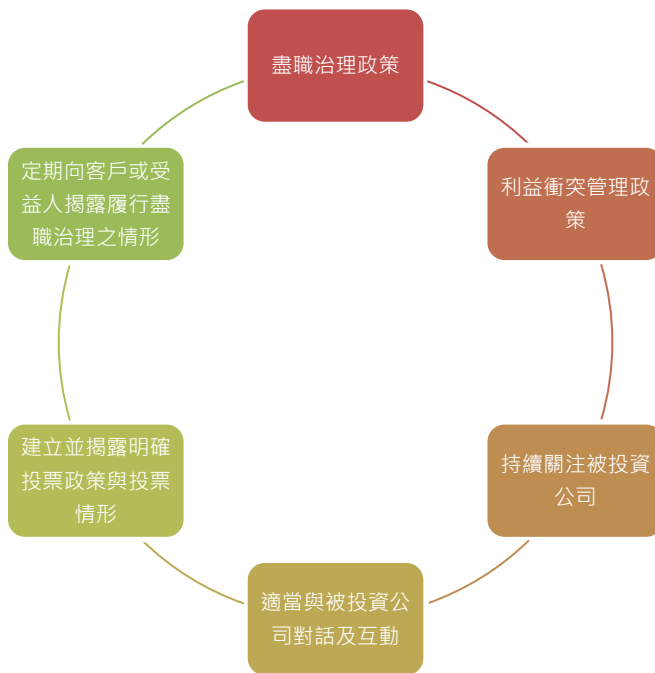 盡職治理政策
利益衝突管理政
策
持續關注被投資
公司
適當與被投資公
司對話及互動
建立並揭露明確
投票政策與投票
情形
定期向客戶或受
益人揭露履行盡
職治理之情形